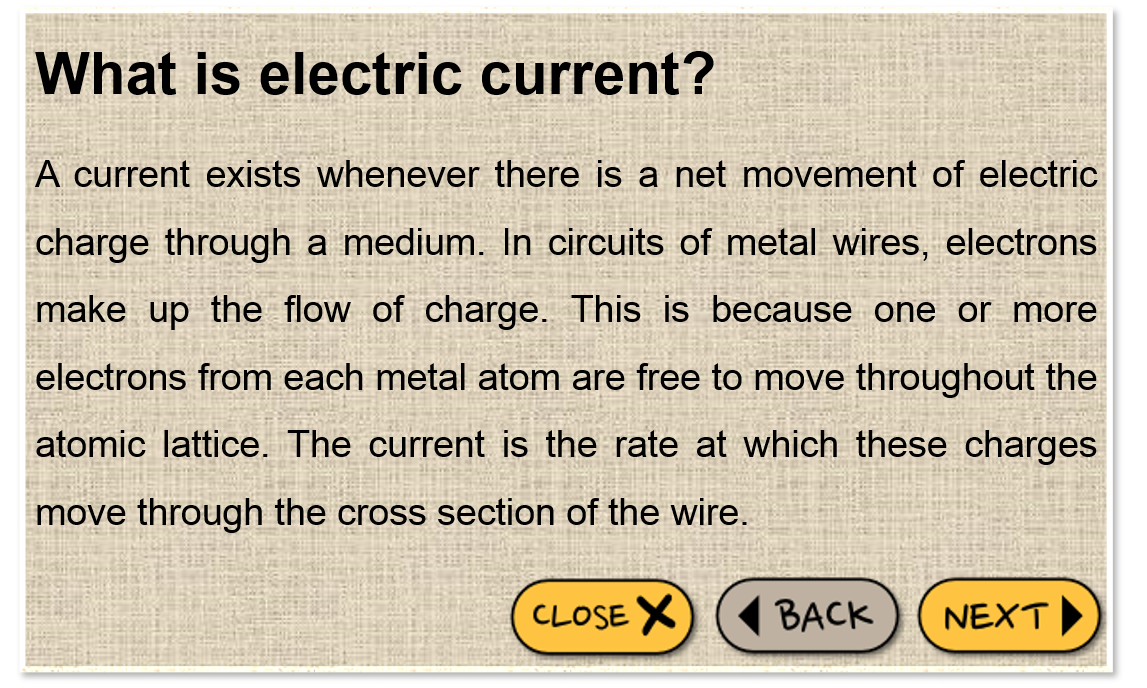 What is electric current?
A current exists whenever there is a net movement of electric
charge through a medium. In circuits of metal wires, electrons
make up the flow of charge. This is because one or more
electrons from each metal atom are free to move throughout the
atomic lattice. The current is the rate at which these charges
move through the cross section of the wire.
CLOSE BACK NEXT